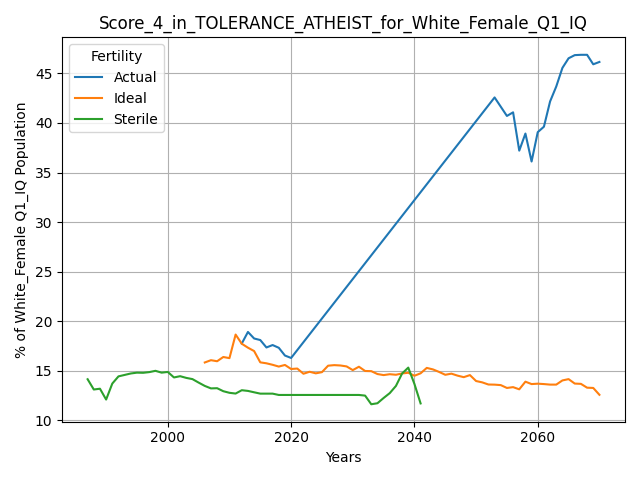 Score_4_in_TOLERANCE_ATHEIST_for_White_Female_Q1_IQ
Fertility
Actual
Ideal
Sterile
% of White_Female Q1_IQ Population
45
40
35
30
25
20
15
10
2000
2020
2040
2060
Years